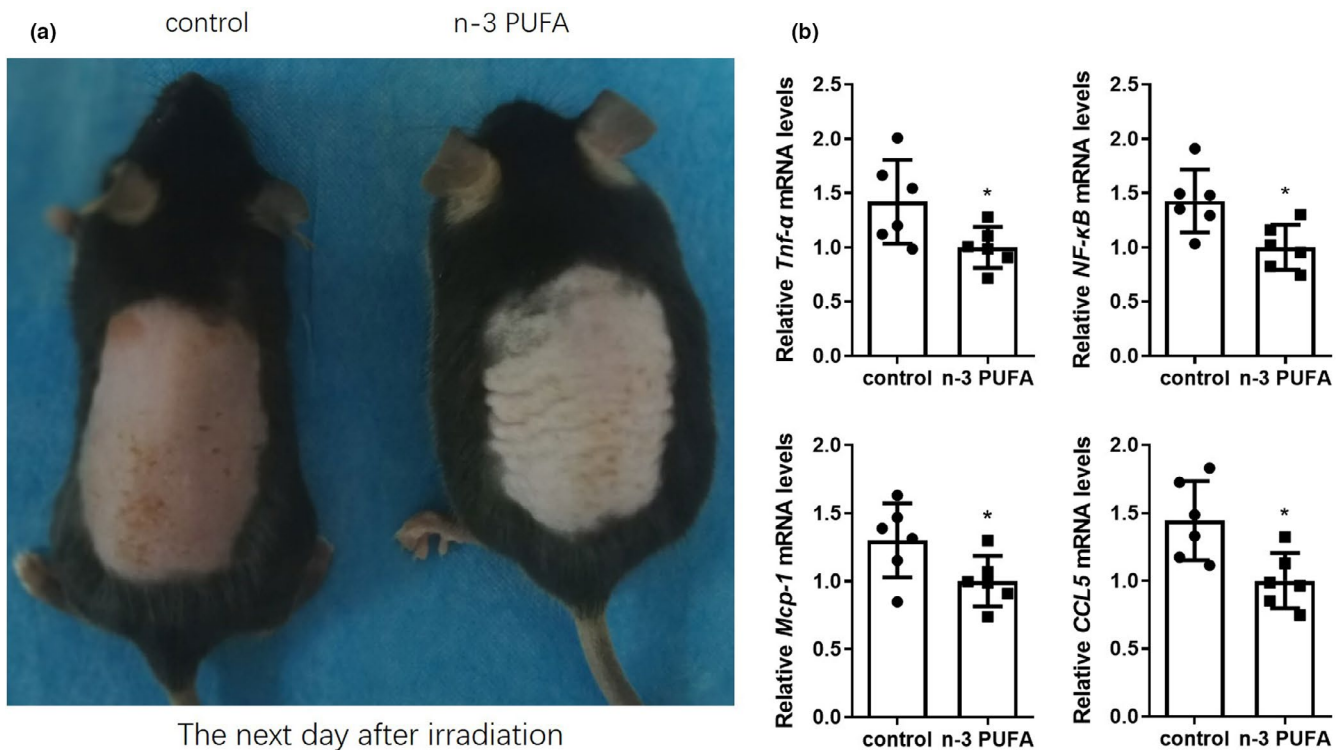 (a)
control
n-3 PUFA
The next day after irradiation
(b)
Relative Tnf-α mRNA levels
2.5
2.0
1.5
1.0
0.5
0.0
*
control
n-3 PUFA
Relative NF-κB mRNA levels
2.5
2.0
1.5
1.0
0.5
0.0
*
control
n-3 PUFA
Relative Mcp-1 mRNA levels
2.0
1.5
1.0
0.5
0.0
*
control
n-3 PUFA
Relative CCL5 mRNA levels
2.0
1.5
1.0
0.5
0.0
*
control
n-3 PUFA